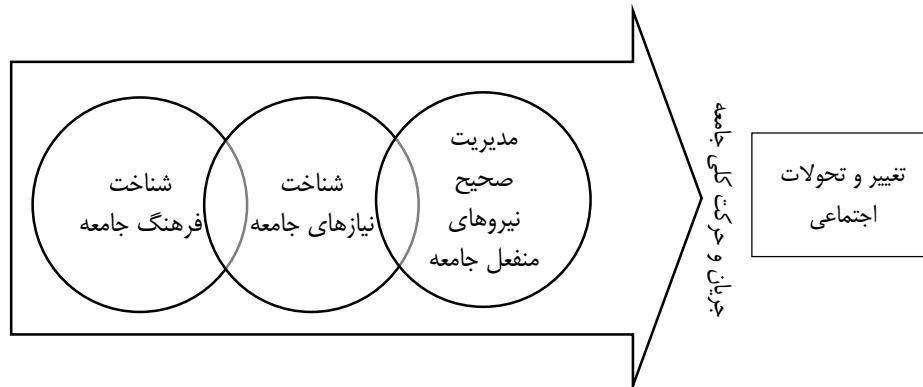 شناخت
فرهنگ جامعه
شناخت
نیازهای جامعه
مدیریت
صحیح
نیروهای
منفعل جامعه
جریان و حرکت کلی جامعه
تغییر و تحولات
اجتماعی